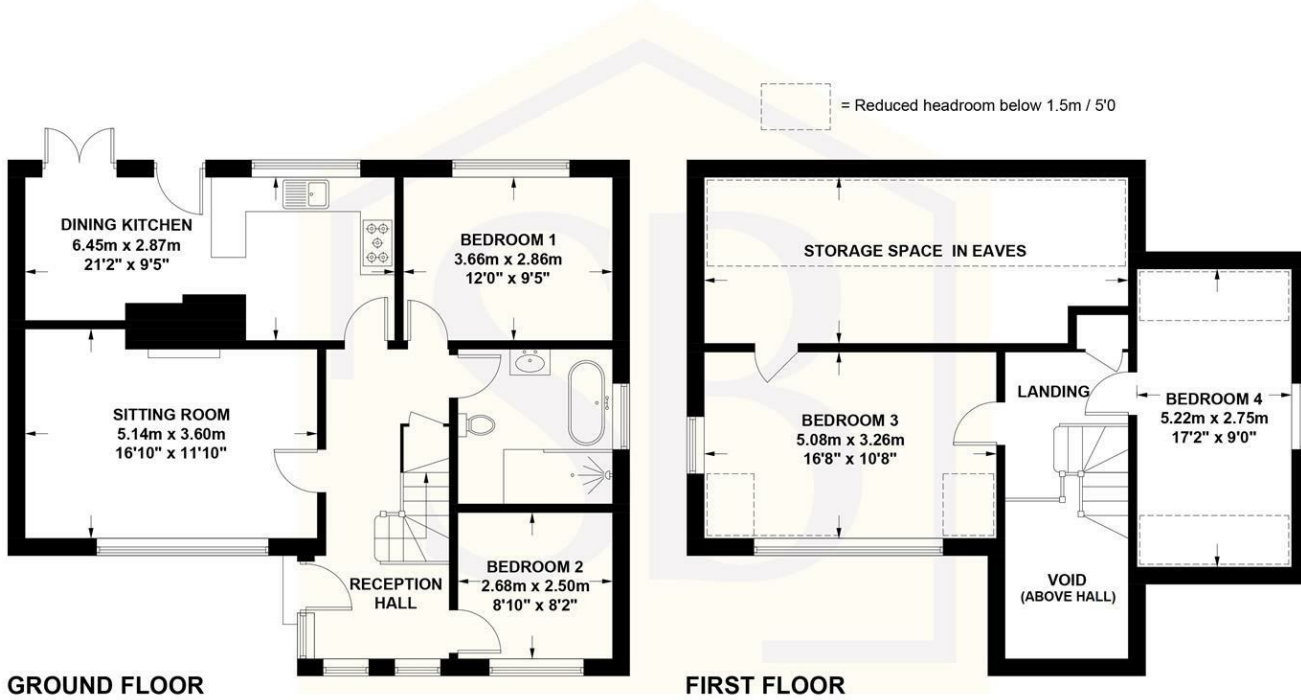 = Reduced headroom below 1.5m / 5'0
DINING KITCHEN
6.45m x 2.87m
21'2" x 9'5"
BEDROOM 1
3.66m x 2.86m
12'0" x 9'5"
SITTING ROOM
5.14m x 3.60m
16'10" x 11'10"
BEDROOM 2
2.68m x 2.50m
8'10" x 8'2"
RECEPTION
HALL
GROUND FLOOR
STORAGE SPACE IN EAVES
BEDROOM 3
5.08m x 3.26m
16'8" x 10'8"
LANDING
BEDROOM 4
5.22m x 2.75m
17'2" x 9'0"
VOID
(ABOVE HALL)
FIRST FLOOR
SB